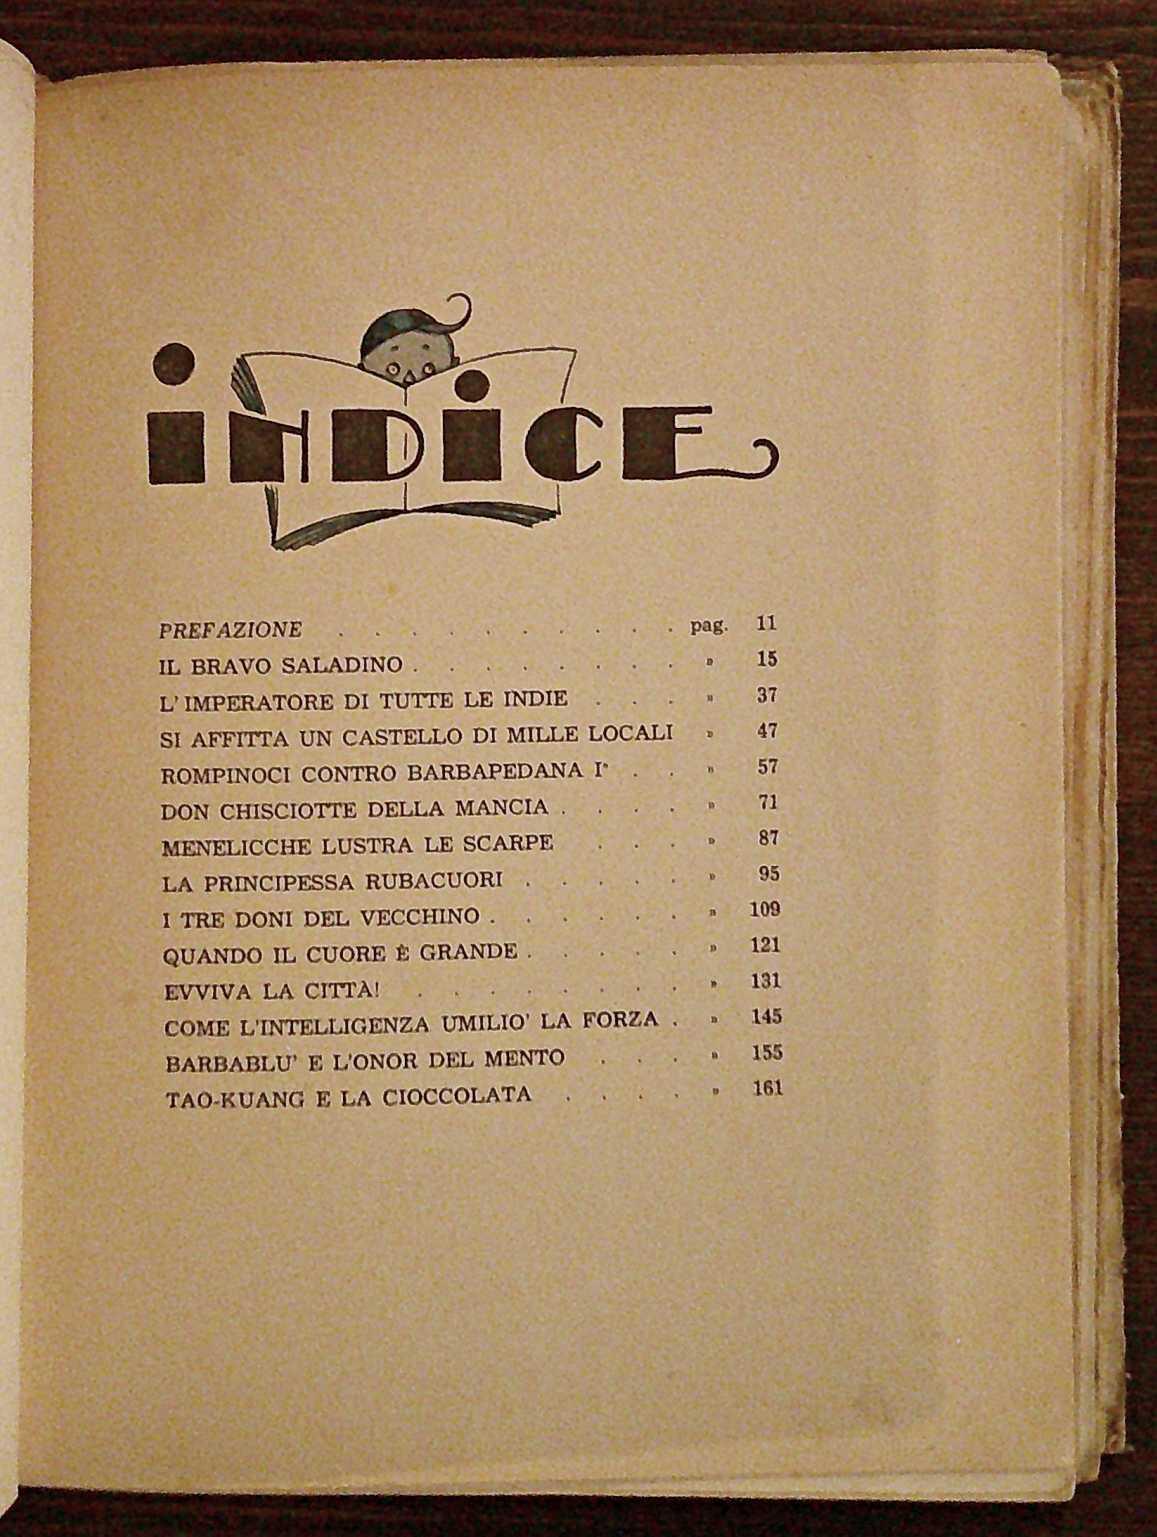 iNDiCE
PREFAZIONE . . . . . . . . . . pag. 11
IL BRAVO SALADINO . . . . . . . . » 15
L'IMPERATORE DI TUTTE LE INDIE . . . » 37
SI AFFITTA UN CASTELLO DI MILLE LOCALI » 47
ROMPINOCI CONTRO BARBAPEDANA I° . . » 57
DON CHISCIOTTE DELLA MANCIA . . . . » 71
MENELICCHE LUSTRA LE SCARPE . . . » 87
LA PRINCIPESSA RUBACUORI . . . . . » 95
I TRE DONI DEL VECCHINO . . . . . . » 109
QUANDO IL CUORE È GRANDE . . . . . » 121
EVVIVA LA CITTÀ! . . . . . . . . » 131
COME L'INTELLIGENZA UMILIO' LA FORZA . » 145
BARBABLU' E L'ONOR DEL MENTO . . . » 155
TAO-KUANG E LA CIOCCOLATA . . . . » 161